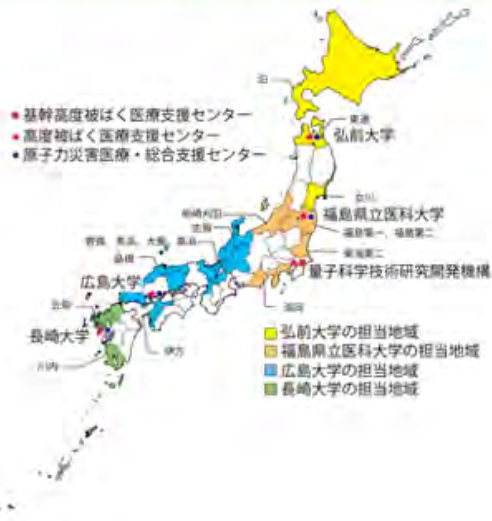 泊
● 基幹高度被ばく医療支援センター
東通
● 高度被ばく医療支援センター
弘前大学
● 原子力災害医療・総合支援センター
女川
柏崎刈羽
福島県立医科大学
志賀
福島第一、福島第二
敦賀、美浜、大飯、高浜
東海第二
島根
量子科学技術研究開発機構
広島大学
浜岡
玄海
弘前大学の担当地域
長崎大学
福島県立医科大学の担当地域
伊方
広島大学の担当地域
川内
長崎大学の担当地域